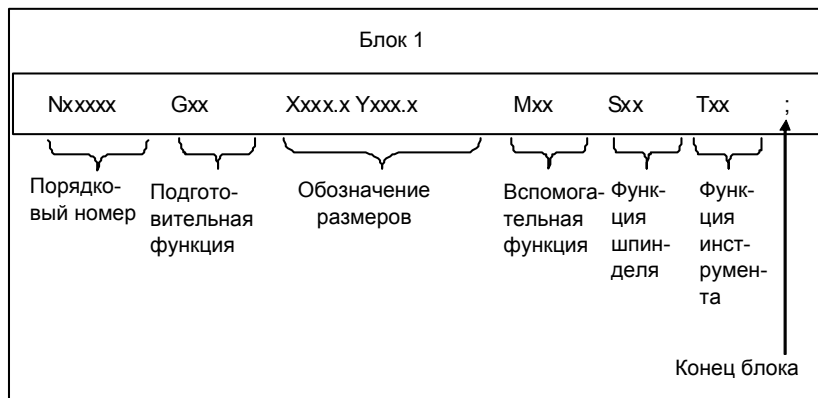 Блок 1
Nxxxxx Gxx Xxxx.x Yxxx.x Mxx Sxx Txx ;
Порядко-
вый номер
Подгото-
вительная
функция
Обозначение
размеров
Вспомога-
тельная
функция
Функ-
ция
шпин-
деля
Функ-
ция
инст-
румен-
та
Конец блока